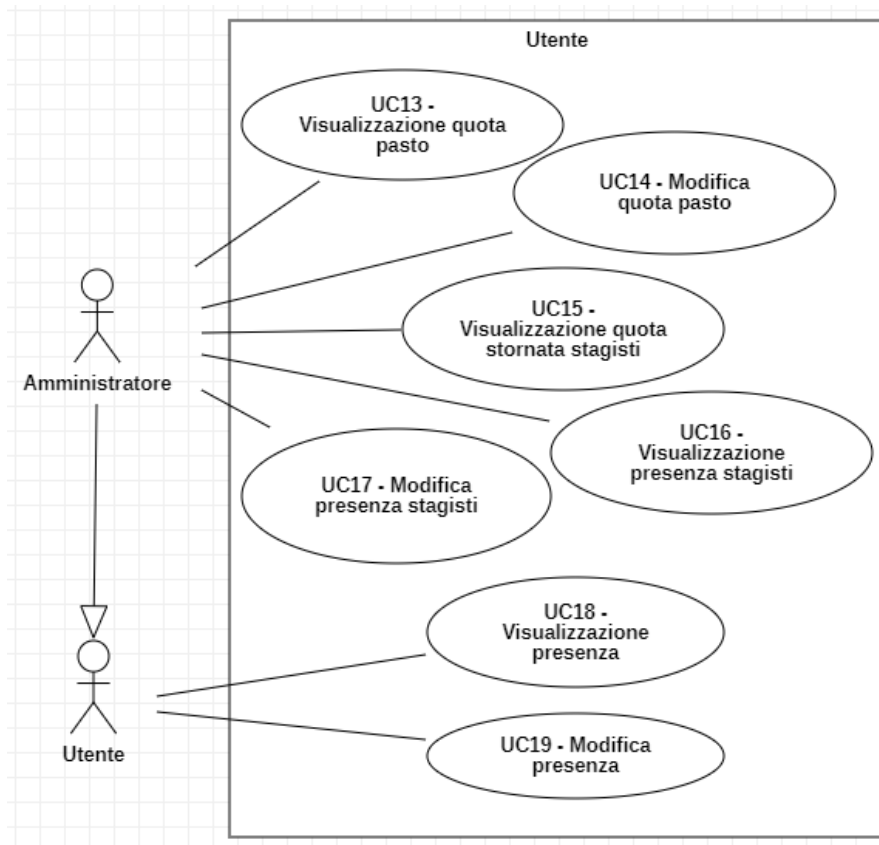 Utente
UC13 -
Visualizzazione quota
pasto
UC14 - Modifica
quota pasto
UC15 -
Visualizzazione quota
stornata stagisti
Amministratore
UC16 -
Visualizzazione
presenza stagisti
UC17 - Modifica
presenza stagisti
UC18 -
Visualizzazione
presenza
Utente
UC19 - Modifica
presenza